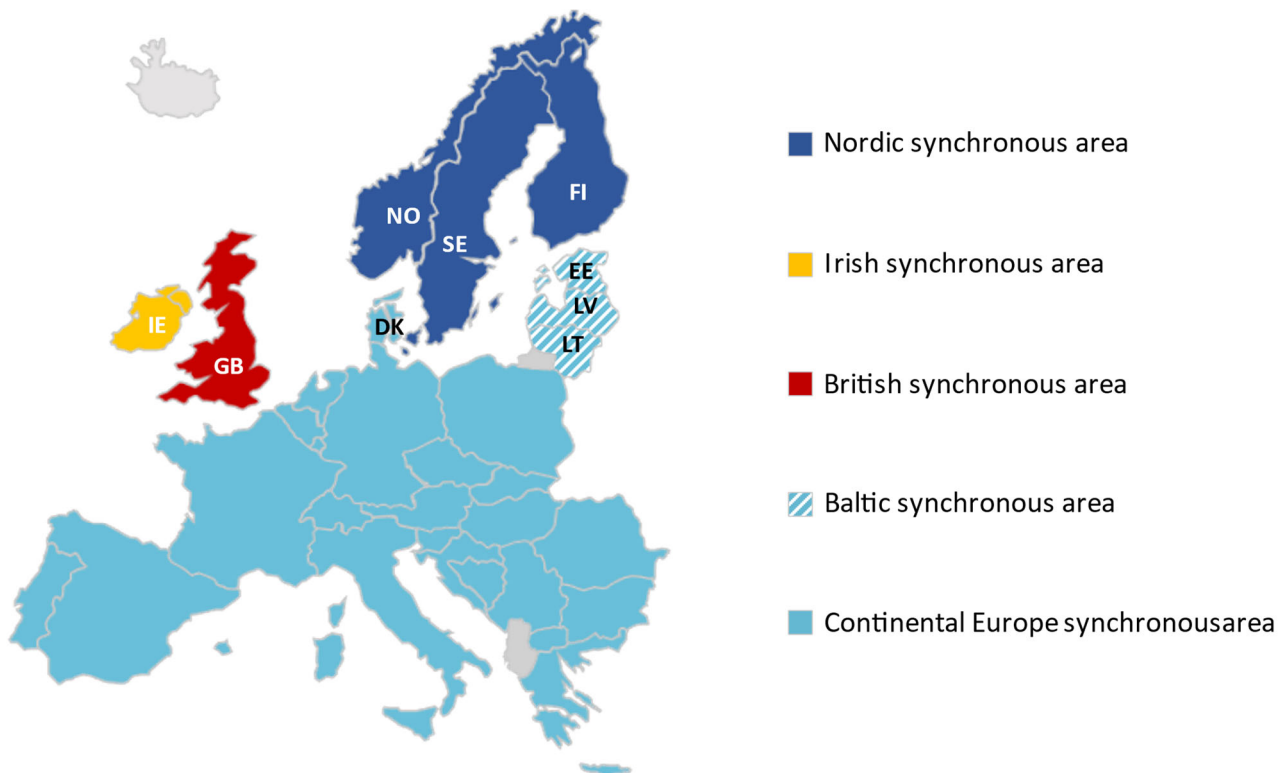 Nordic synchronous area
FI
NO
SE
Irish synchronous area
EE
LV
IE
DK
LT
GB
British synchronous area
Baltic synchronous area
Continental Europe synchronousarea